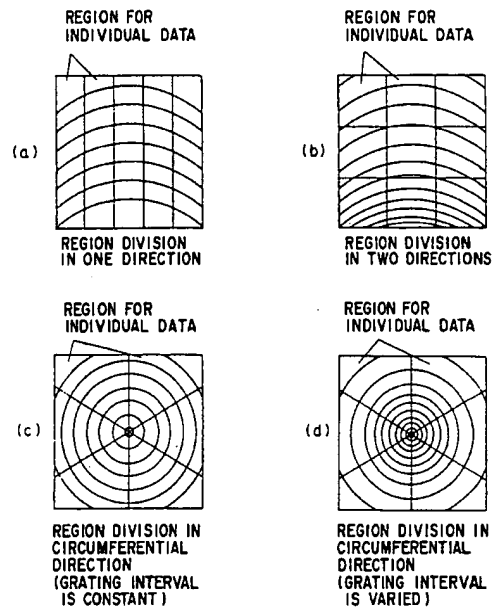 REGION FOR
INDIVIDUAL DATA
(a)
REGION DIVISION
IN ONE DIRECTION
REGION FOR
INDIVIDUAL DATA
(b)
REGION DIVISION
IN TWO DIRECTIONS
REGION FOR
INDIVIDUAL DATA
(c)
REGION DIVISION IN
CIRCUMFERENTIAL
DIRECTION
(GRATING INTERVAL
IS CONSTANT)
REGION FOR
INDIVIDUAL DATA
(d)
REGION DIVISION IN
CIRCUMFERENTIAL
DIRECTION
(GRATING INTERVAL
IS VARIED)